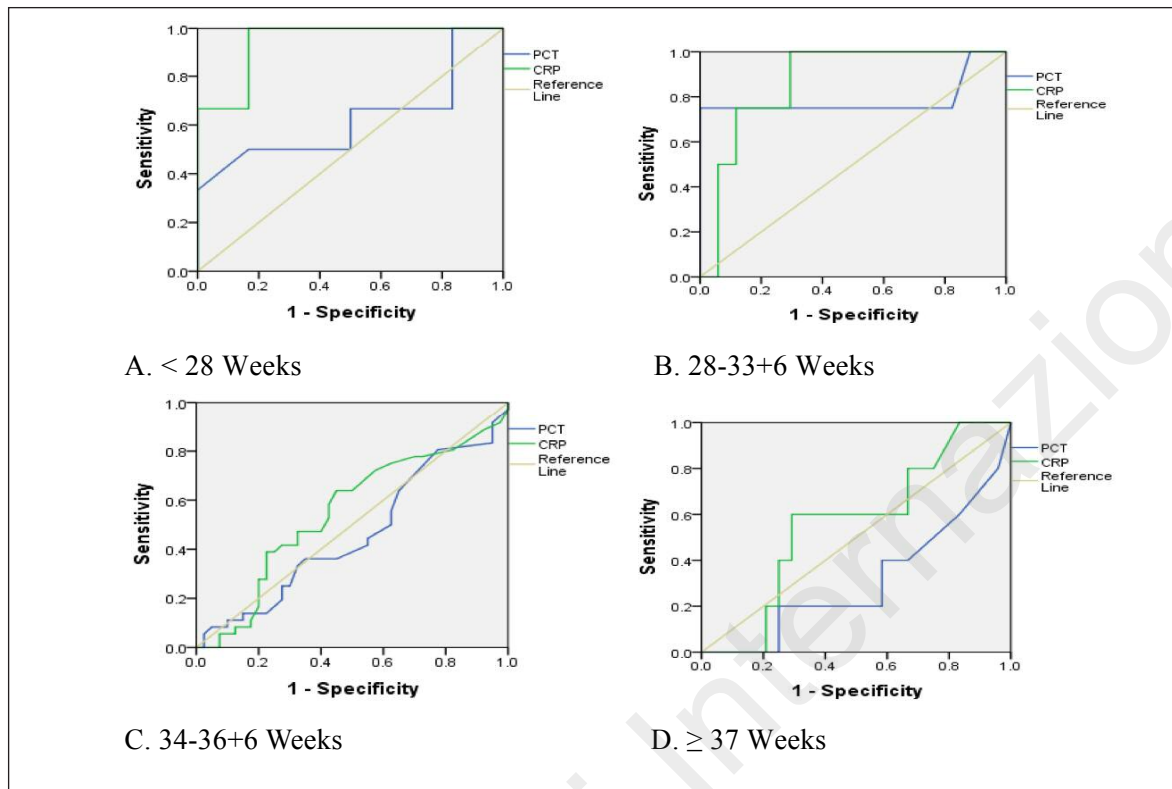 1.0
0.8
0.6
0.4
0.2
0.0
Sensitivity
0.0 0.2 0.4 0.6 0.8 1.0
1 - Specificity
PCT
CRP
Reference
Line
A. < 28 Weeks
1.0
0.8
0.6
0.4
0.2
0.0
Sensitivity
0.0 0.2 0.4 0.6 0.8 1.0
1 - Specificity
PCT
CRP
Reference
Line
B. 28-33+6 Weeks
1.0
0.8
0.6
0.4
0.2
0.0
Sensitivity
0.0 0.2 0.4 0.6 0.8 1.0
1 - Specificity
PCT
CRP
Reference
Line
C. 34-36+6 Weeks
1.0
0.8
0.6
0.4
0.2
0.0
Sensitivity
0.0 0.2 0.4 0.6 0.8 1.0
1 - Specificity
PCT
CRP
Reference
Line
D. ≥ 37 Weeks
i Internazion